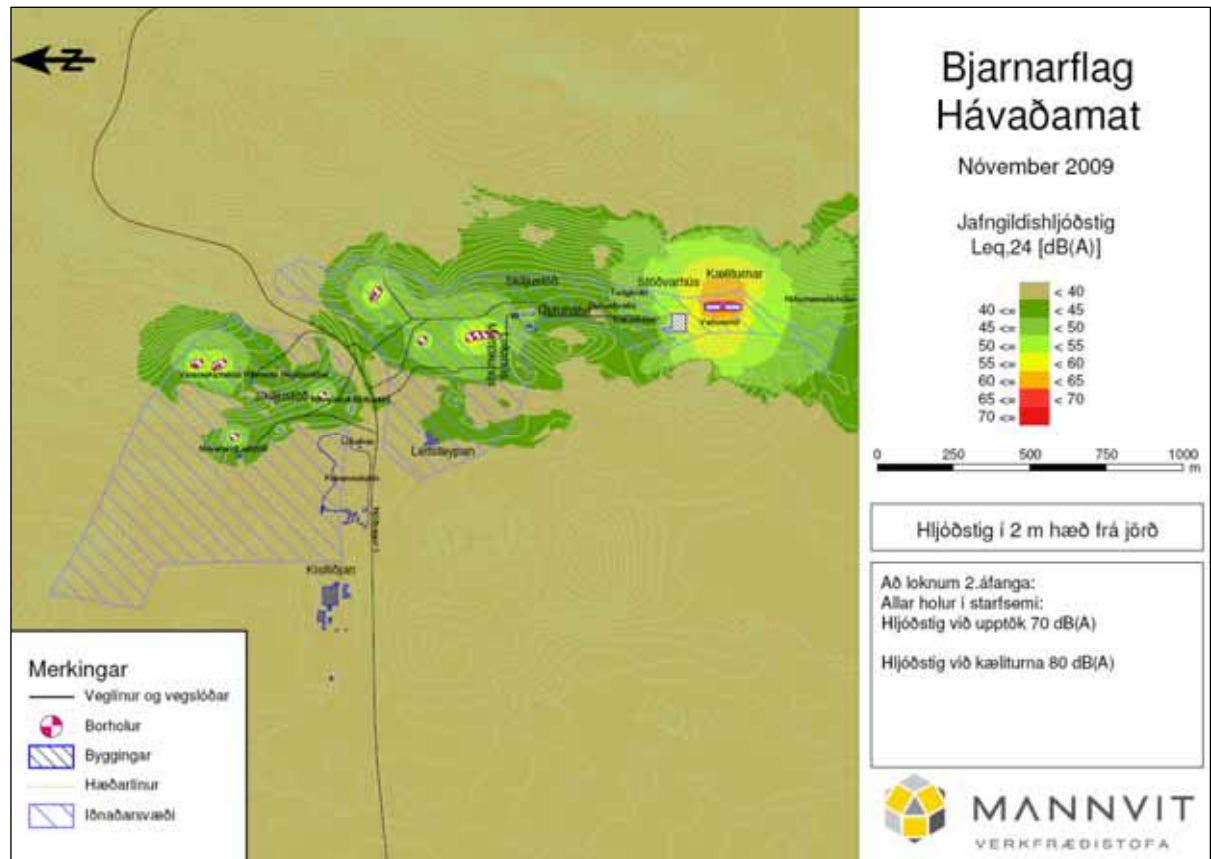 Z
Bjarnarflag
Hávaðamat
Nóvember 2009
Jafngildishljóðstig
Leq,24 [dB(A)]
< 40
40 <= < 45
45 <= < 50
50 <= < 55
55 <= < 60
60 <= < 65
65 <= < 70
70 <=
0 250 500 750 1000
m
Hljóðstig í 2 m hæð frá jörð
Að loknum 2.áfanga:
Allar holur í starfsemi:
Hljóðstig við upptök 70 dB(A)
Hljóðstig við kæliturna 80 dB(A)
MANNVIT
VERKFRÆÐISTOFA
Kæliturnar
Stöðvarhús
Skiljustöð
Skiljustöð
Léttsteypan
Kísiliðjan
Merkingar
Veglínur og vegslóðar
Borholur
Byggingar
Hæðarlínur
Iðnaðarsvæði